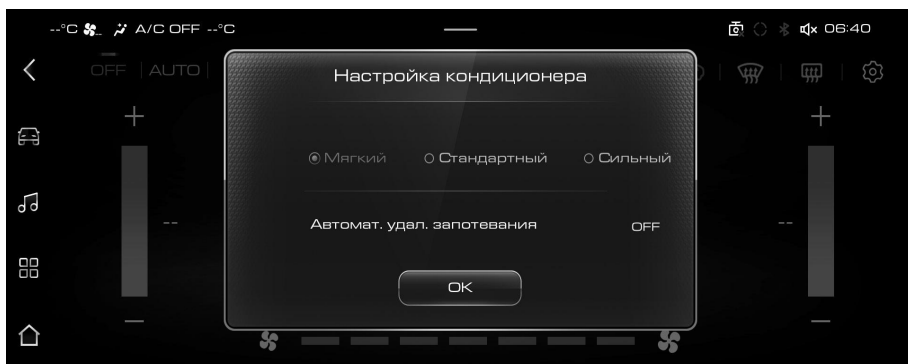 --°C A/C OFF --°C 06:40
OFF AUTO
Настройка кондиционера
Мягкий Стандартный Сильный
Автомат. удал. запотевания OFF
-- --
OK